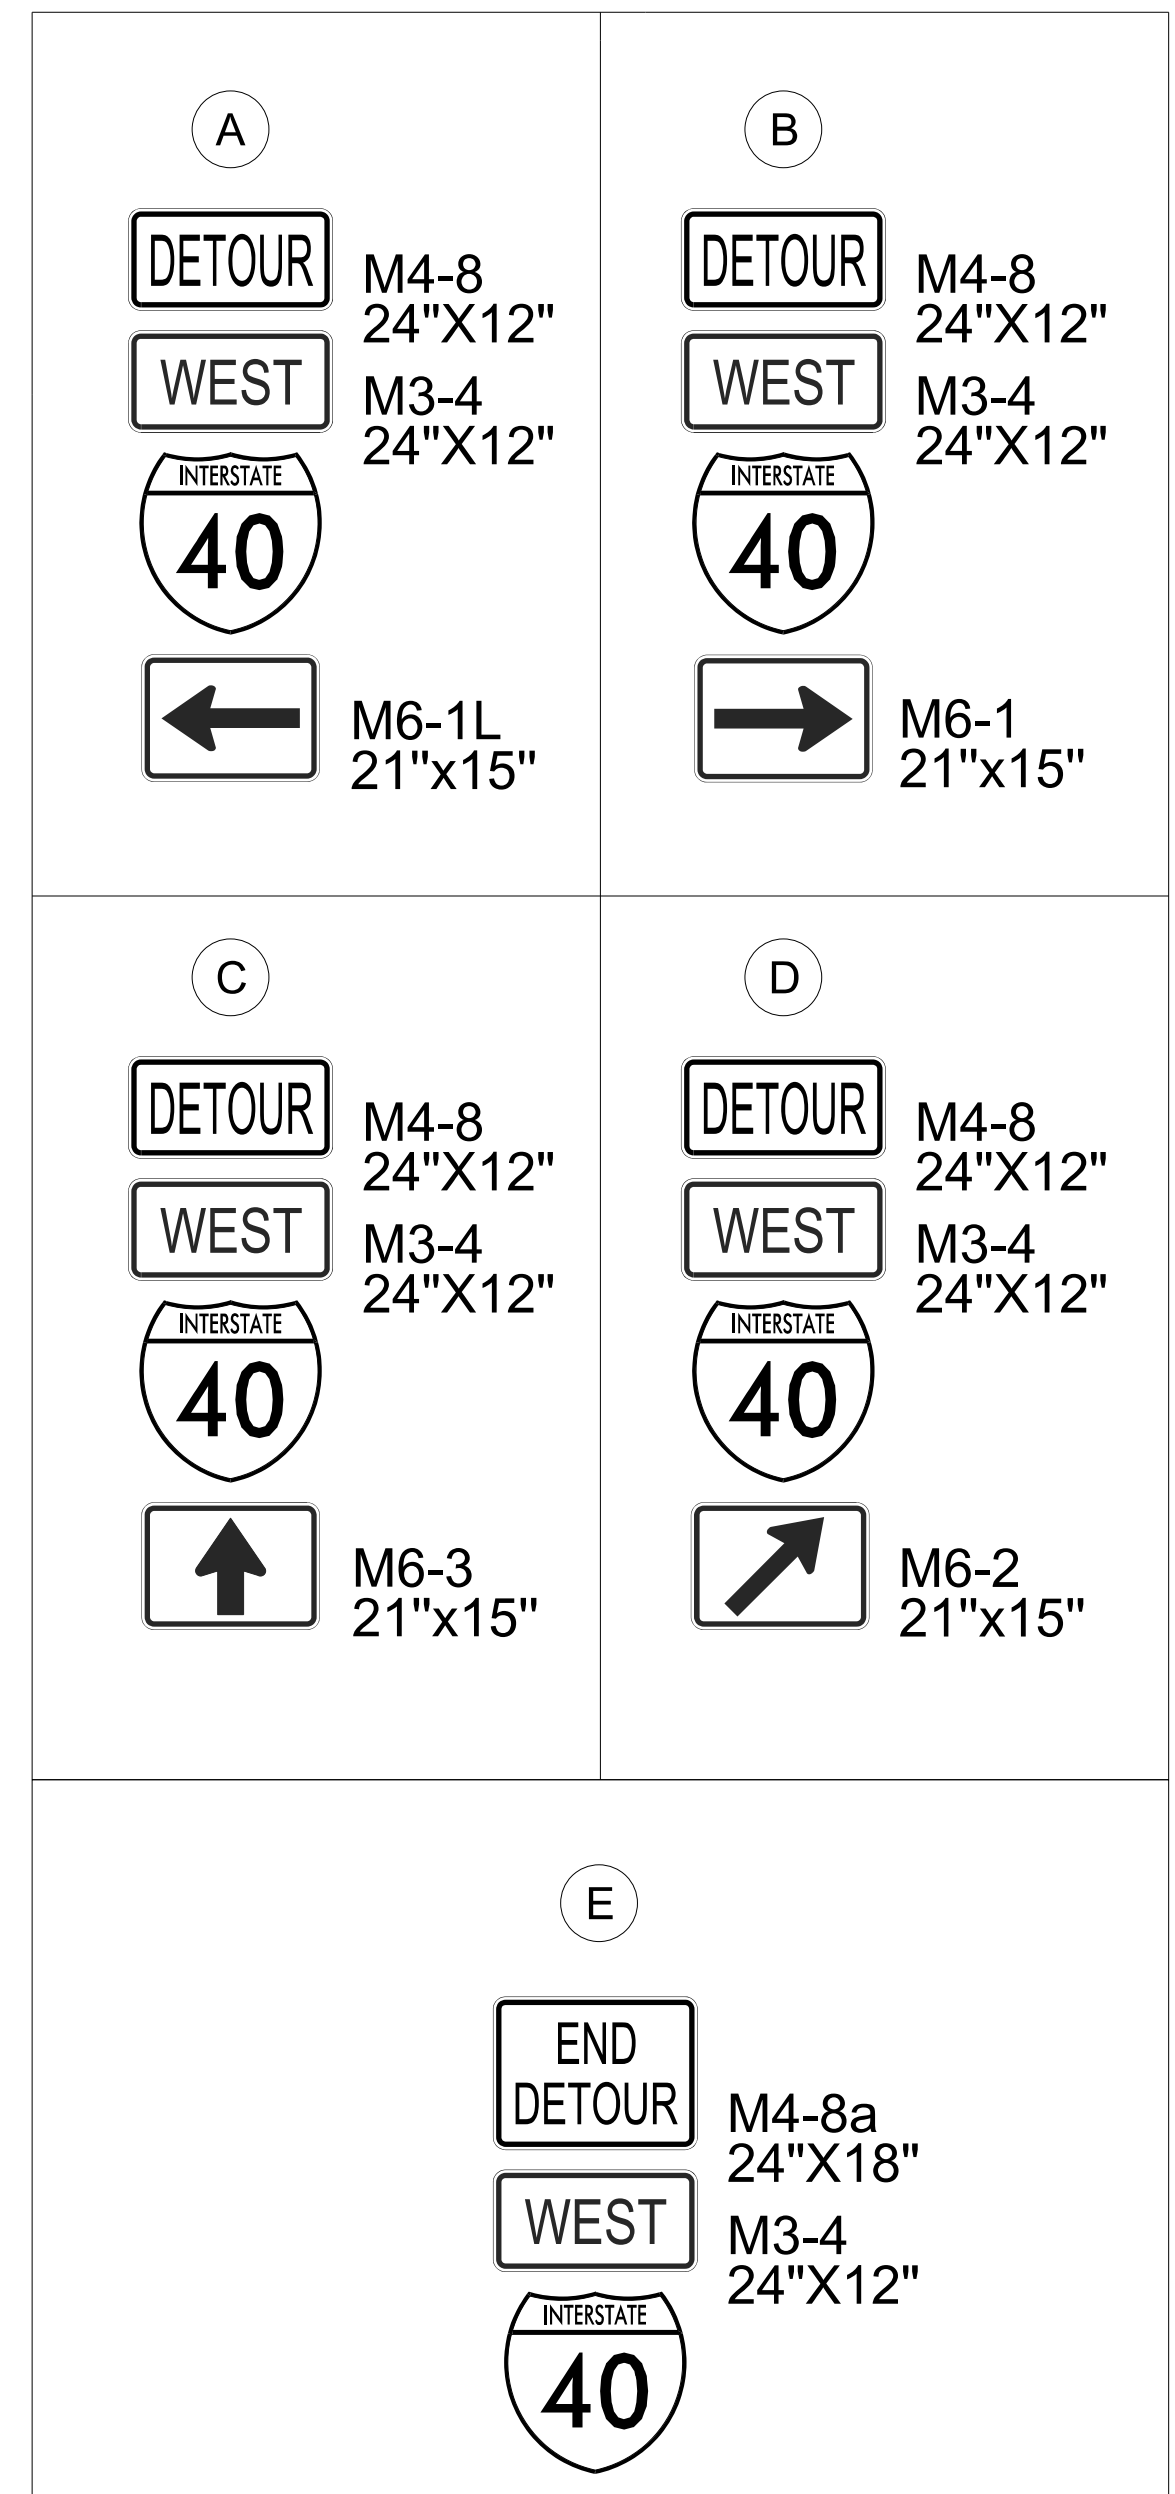 A
DETOUR
M4-8
24"X12"
WEST
M3-4
24"X12"
INTERSTATE
40
M6-1L
21"x15"
B
DETOUR
M4-8
24"X12"
WEST
M3-4
24"X12"
INTERSTATE
40
M6-1
21"x15"
C
DETOUR
M4-8
24"X12"
WEST
M3-4
24"X12"
INTERSTATE
40
M6-3
21"x15"
D
DETOUR
M4-8
24"X12"
WEST
M3-4
24"X12"
INTERSTATE
40
M6-2
21"x15"
E
END
DETOUR
M4-8a
24"X18"
WEST
M3-4
24"X12"
INTERSTATE
40